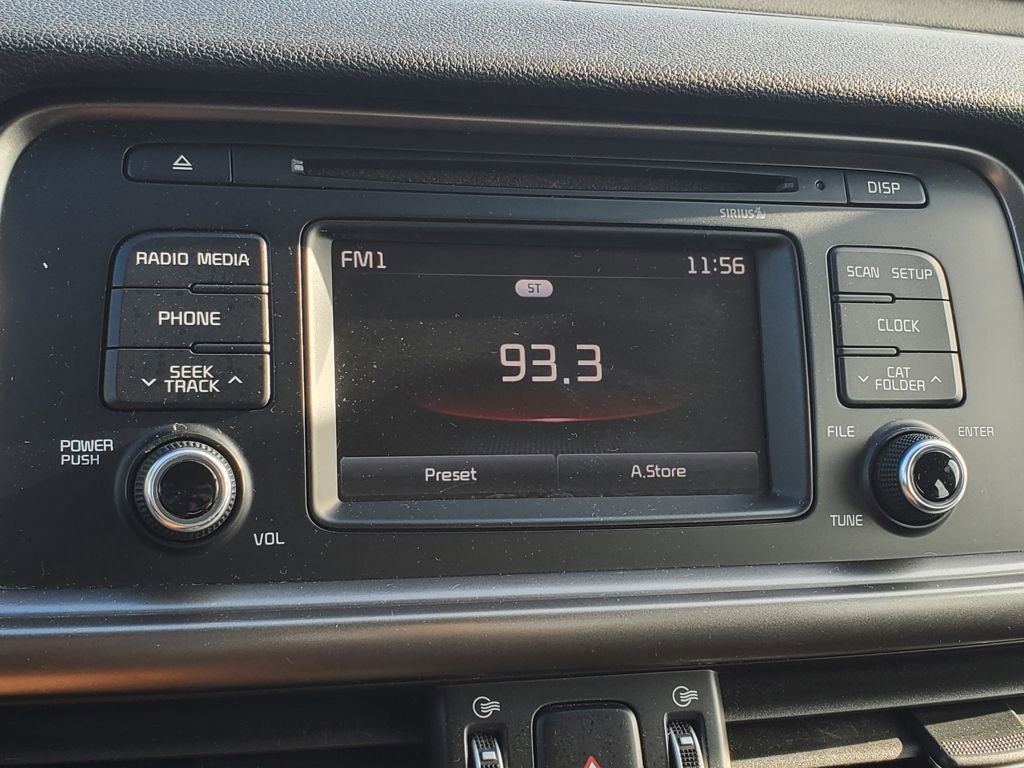 DISP
SIRIUS
RADIO MEDIA
PHONE
SEEK
TRACK
POWER
PUSH
VOL
FM1
11:56
ST
93.3
Preset
A.Store
SCAN SETUP
CLOCK
CAT
FOLDER
FILE
ENTER
TUNE